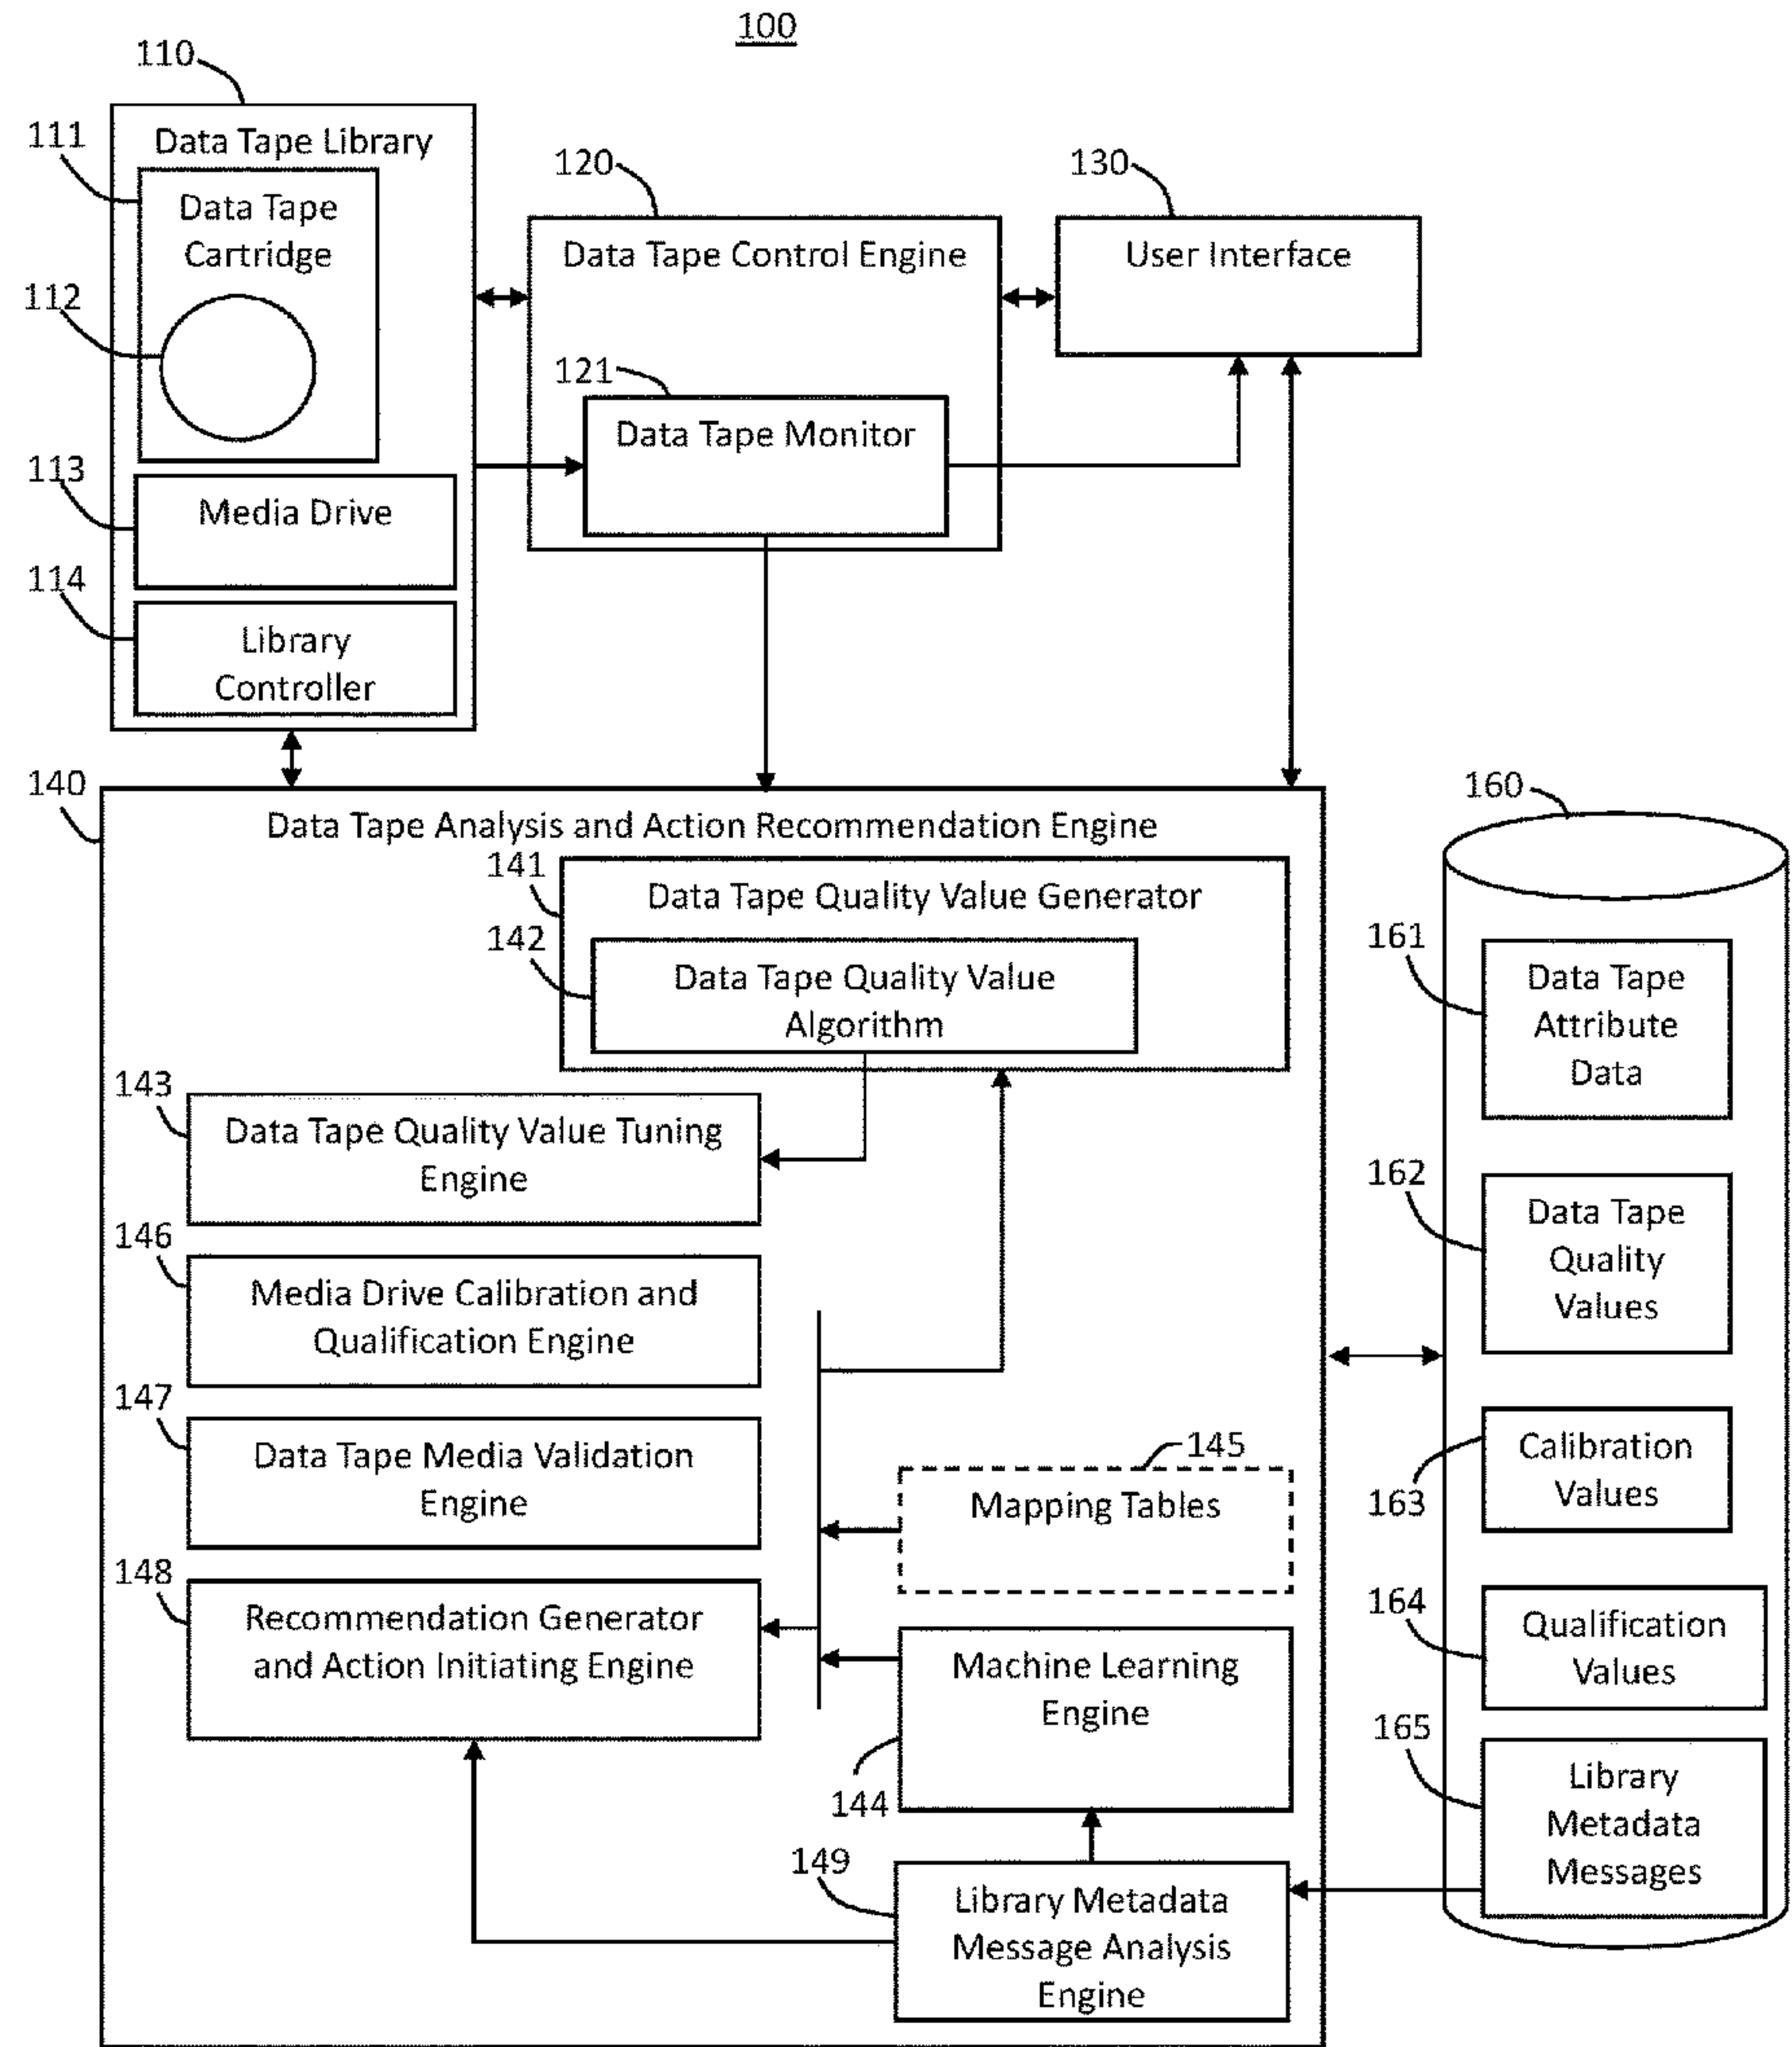 100
110
Data Tape Library
111
Data Tape
Cartridge
112
113
Media Drive
114
Library
Controller
120
Data Tape Control Engine
121
Data Tape Monitor
130
User Interface
140
Data Tape Analysis and Action Recommendation Engine
141
Data Tape Quality Value Generator
142
Data Tape Quality Value
Algorithm
143
Data Tape Quality Value Tuning
Engine
146
Media Drive Calibration and
Qualification Engine
147
Data Tape Media Validation
Engine
145
Mapping Tables
148
Recommendation Generator
and Action Initiating Engine
Machine Learning
Engine
144
149
Library Metadata
Message Analysis
Engine
160
161
Data Tape
Attribute
Data
162
Data Tape
Quality
Values
163
Calibration
Values
164
Qualification
Values
165
Library
Metadata
Messages